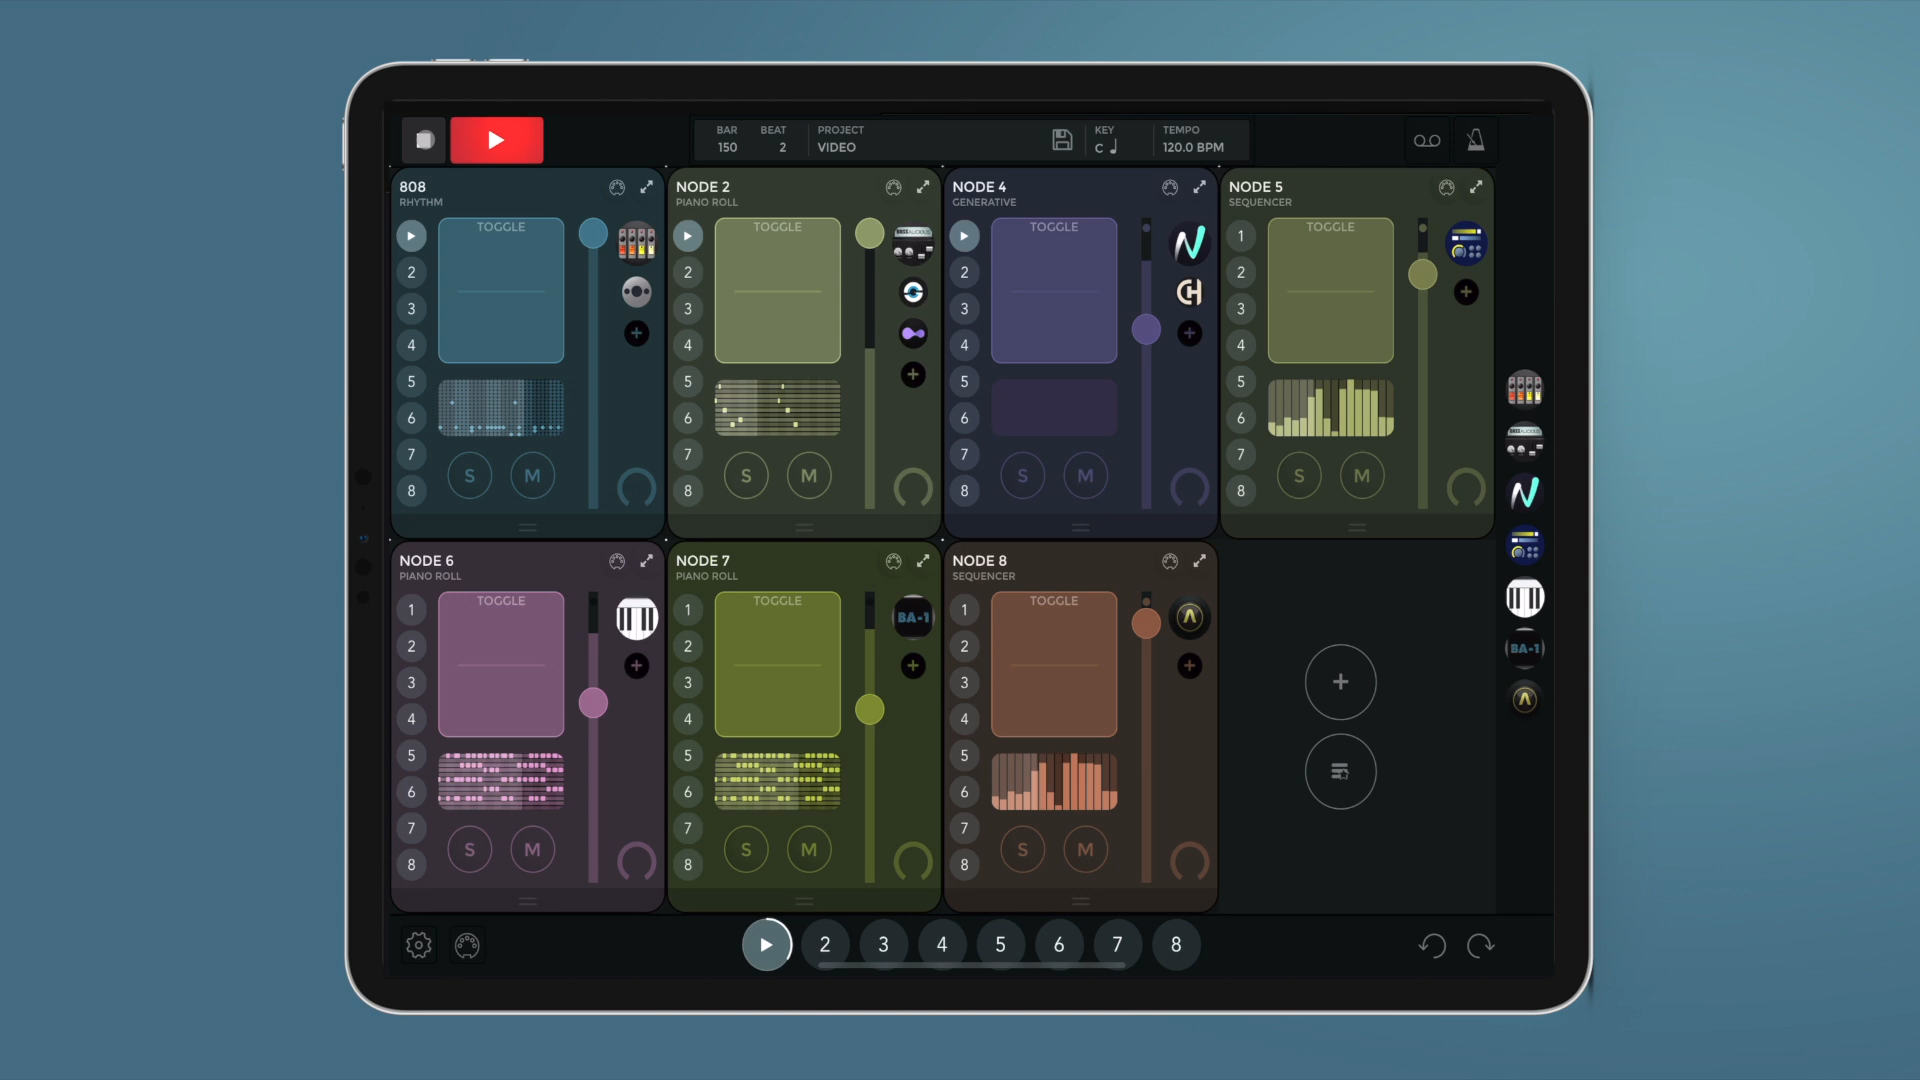 BAR BEAT PROJECT KEY TEMPO
150 2 VIDEO C 120.0 BPM
808 NODE 2 NODE 4 NODE 5
RHYTHM PIANO ROLL GENERATIVE SEQUENCER
TOGGLE TOGGLE TOGGLE 1 TOGGLE
2 2 2 2
3 3 3 3
4 4 4 4
5 5 5 5
6 6 6 6
7 S M 7 S M 7 S M 7 S M
8 8 8 8
NODE 6 NODE 7 NODE 8
PIANO ROLL PIANO ROLL SEQUENCER
1 TOGGLE 1 TOGGLE BA-1 1 TOGGLE
2 2 2
3 3 3
4 4 4
5 5 5
6 6 6
7 7 7
8 S M 8 S M 8 S M
BA-1
2 3 4 5 6 7 8